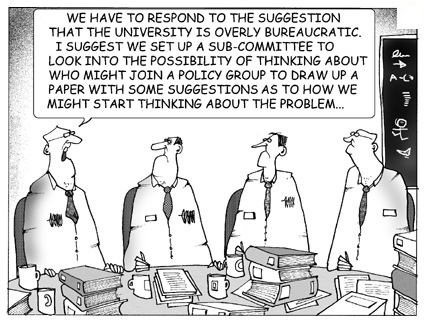 WE HAVE TO RESPOND TO THE SUGGESTION
THAT THE UNIVERSITY IS OVERLY BUREAUCRATIC.
I SUGGEST WE SET UP A SUB-COMMITTEE TO
LOOK INTO THE POSSIBILITY OF THINKING ABOUT
WHO MIGHT JOIN A POLICY GROUP TO DRAW UP A
PAPER WITH SOME SUGGESTIONS AS TO HOW WE
MIGHT START THINKING ABOUT THE PROBLEM...